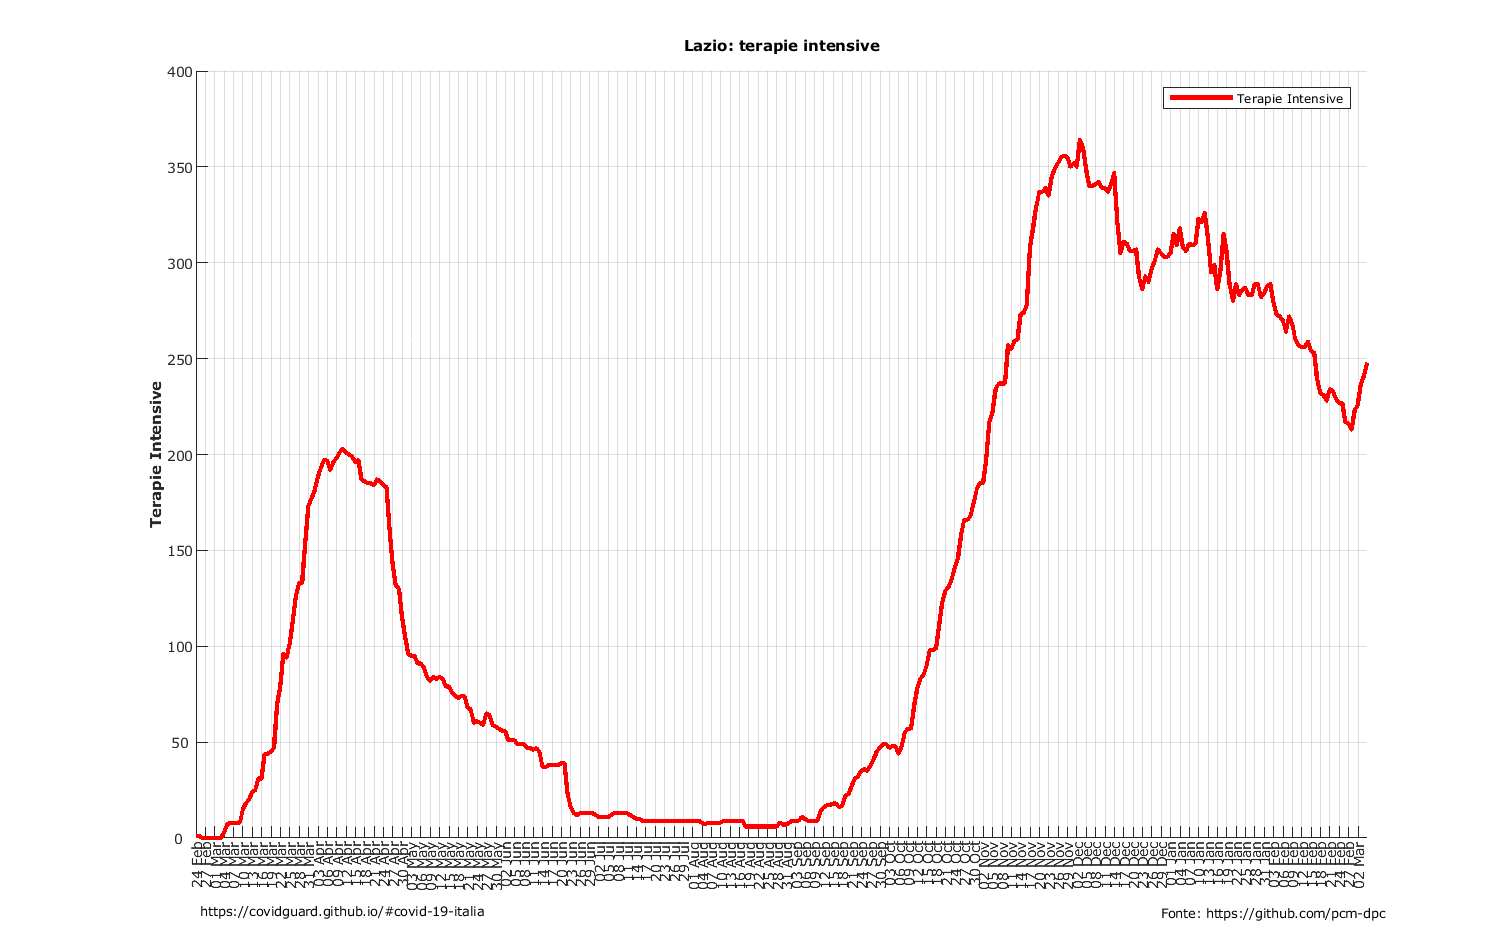 Lazio: terapie intensive
400
350
300
250
200
150
100
50
0
Terapie Intensive
Terapie Intensive
24 Feb
27 Feb
01 Mar
04 Mar
07 Mar
10 Mar
13 Mar
16 Mar
19 Mar
22 Mar
25 Mar
28 Mar
31 Mar
03 Apr
06 Apr
09 Apr
12 Apr
15 Apr
18 Apr
21 Apr
24 Apr
27 Apr
30 Apr
03 May
06 May
09 May
12 May
15 May
18 May
21 May
24 May
27 May
30 May
02 Jun
05 Jun
08 Jun
11 Jun
14 Jun
17 Jun
20 Jun
23 Jun
26 Jun
29 Jun
02 Jul
05 Jul
08 Jul
11 Jul
14 Jul
17 Jul
20 Jul
23 Jul
26 Jul
29 Jul
01 Aug
04 Aug
07 Aug
10 Aug
13 Aug
16 Aug
19 Aug
22 Aug
25 Aug
28 Aug
31 Aug
03 Sep
06 Sep
09 Sep
12 Sep
15 Sep
18 Sep
21 Sep
24 Sep
27 Sep
30 Sep
03 Oct
06 Oct
09 Oct
12 Oct
15 Oct
18 Oct
21 Oct
24 Oct
27 Oct
30 Oct
02 Nov
05 Nov
08 Nov
11 Nov
14 Nov
17 Nov
20 Nov
23 Nov
26 Nov
29 Nov
02 Dec
05 Dec
08 Dec
11 Dec
14 Dec
17 Dec
20 Dec
23 Dec
26 Dec
29 Dec
01 Jan
04 Jan
07 Jan
10 Jan
13 Jan
16 Jan
19 Jan
22 Jan
25 Jan
28 Jan
31 Jan
03 Feb
06 Feb
09 Feb
12 Feb
15 Feb
18 Feb
21 Feb
24 Feb
27 Feb
02 Mar
https://covidguard.github.io/#covid-19-italia
Fonte: https://github.com/pcm-dpc